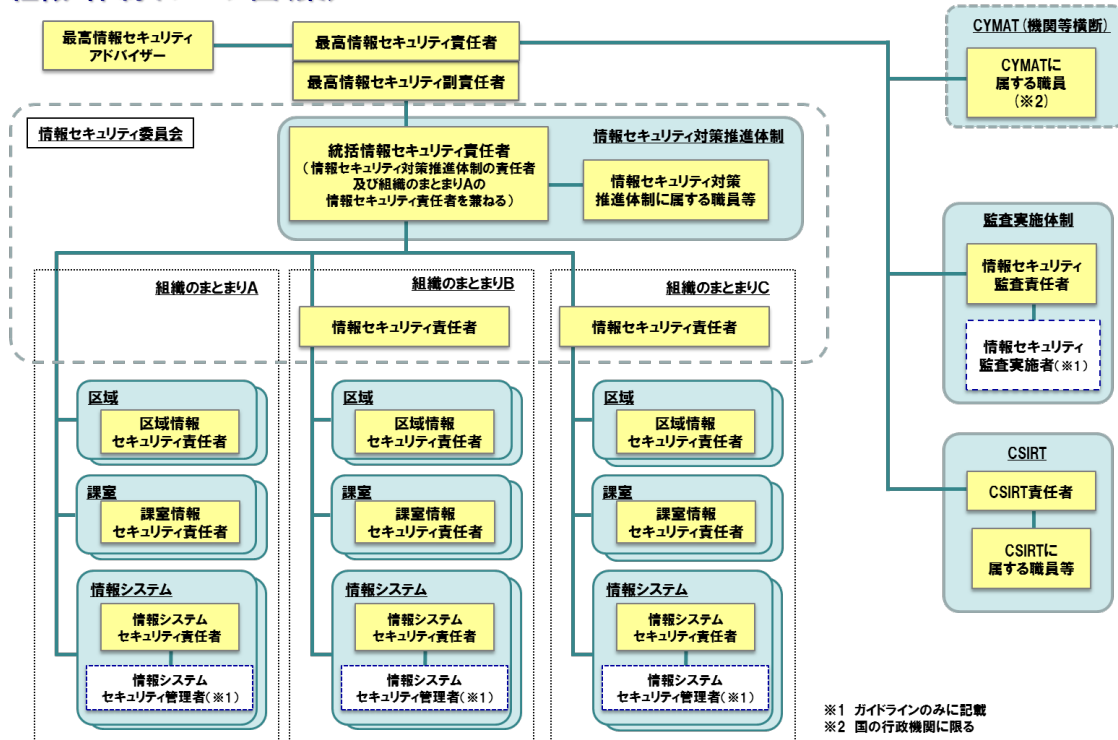 最高情報セキュリティ
アドバイザー
最高情報セキュリティ責任者
最高情報セキュリティ副責任者
CYMAT(機関等横断)
CYMATに
属する職員
(※2)
情報セキュリティ委員会
情報セキュリティ対策推進体制
統括情報セキュリティ責任者
(情報セキュリティ対策推進体制の責任者
及び組織のまとまりAの
情報セキュリティ責任者を兼ねる)
情報セキュリティ対策
推進体制に属する職員等
監査実施体制
情報セキュリティ
監査責任者
情報セキュリティ
監査実施者(※1)
CSIRT
CSIRT責任者
CSIRTに
属する職員等
組織のまとまりA
区域
区域情報
セキュリティ責任者
課室
課室情報
セキュリティ責任者
情報システム
情報システム
セキュリティ責任者
情報システム
セキュリティ管理者(※1)
組織のまとまりB
情報セキュリティ責任者
区域
区域情報
セキュリティ責任者
課室
課室情報
セキュリティ責任者
情報システム
情報システム
セキュリティ責任者
情報システム
セキュリティ管理者(※1)
組織のまとまりC
情報セキュリティ責任者
区域
区域情報
セキュリティ責任者
課室
課室情報
セキュリティ責任者
情報システム
情報システム
セキュリティ責任者
情報システム
セキュリティ管理者(※1)
※1 ガイドラインのみに記載
※2 国の行政機関に限る